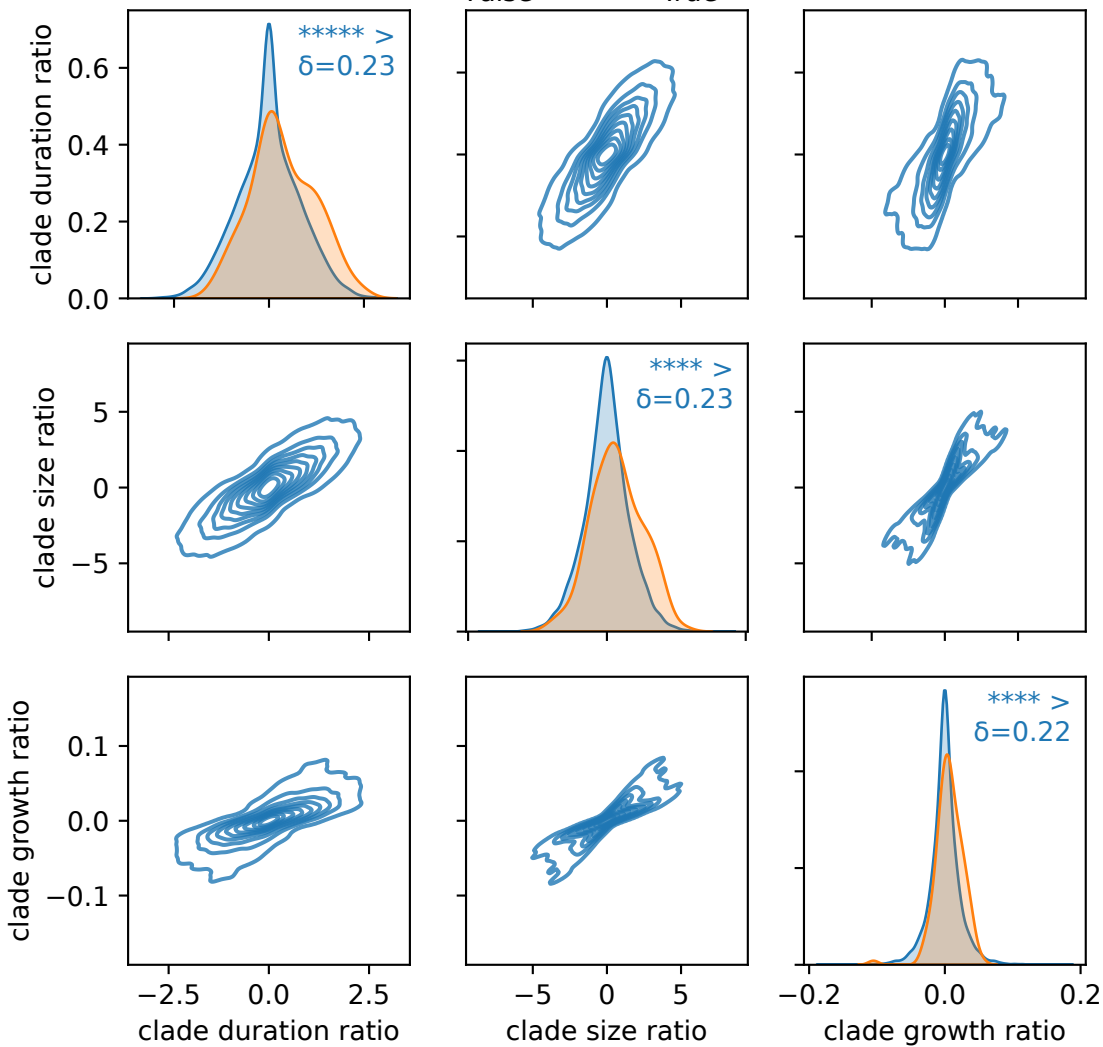 ***** >
δ=0.23
clade duration ratio
0.6
0.4
0.2
0.0
**** >
δ=0.23
clade size ratio
5
0
−5
**** >
δ=0.22
clade growth ratio
0.1
0.0
−0.1
−2.5 0.0 2.5
−5 0 5
−0.2 0.0 0.2
clade duration ratio
clade size ratio
clade growth ratio